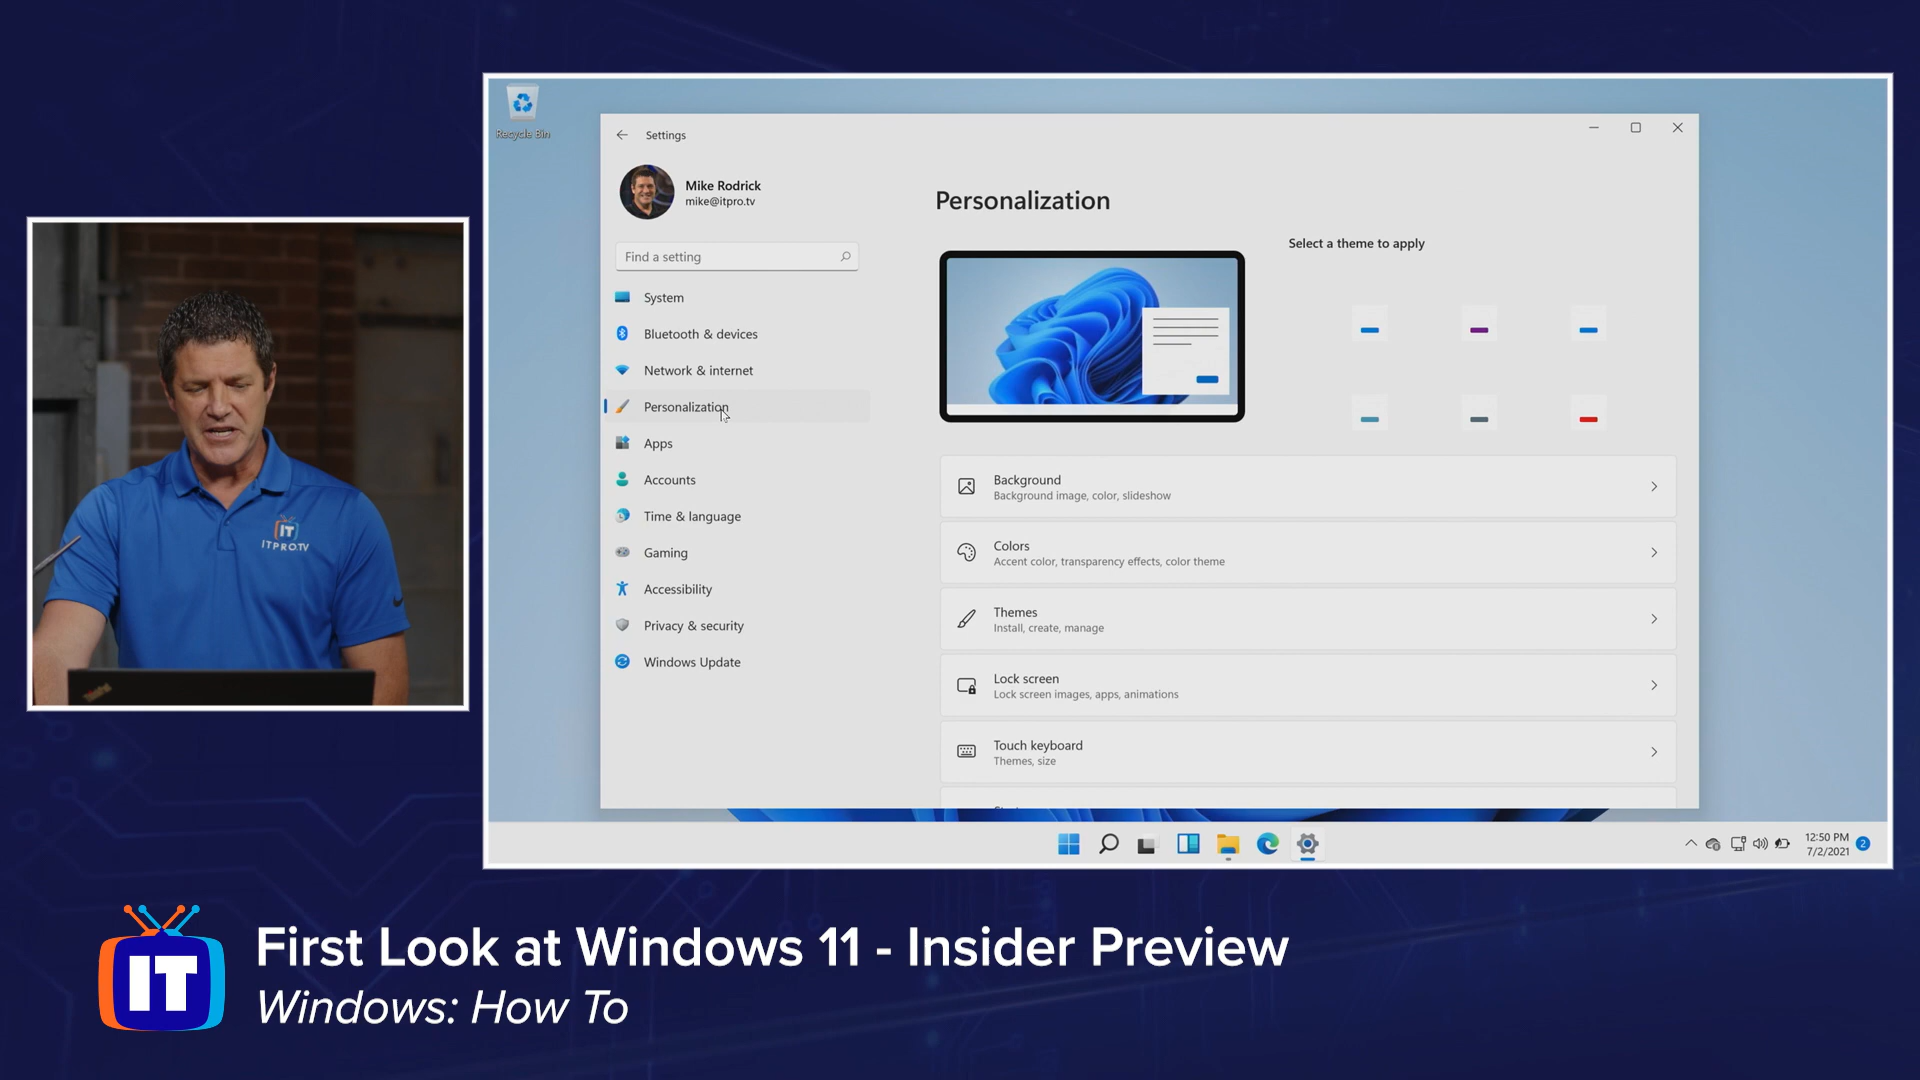 Recycle Bin
Settings
Mike Rodrick
mike@itpro.tv
Find a setting
System
Bluetooth & devices
Network & internet
Personalization
Apps
Accounts
Time & language
Gaming
Accessibility
Privacy & security
Windows Update
Personalization
Select a theme to apply
Background
Background image, color, slideshow
Colors
Accent color, transparency effects, color theme
Themes
Install, create, manage
Lock screen
Lock screen images, apps, animations
Touch keyboard
Themes, size
12:50 PM
7/2/2021
2
IT
ITPRO.TV
IT
First Look at Windows 11 - Insider Preview
Windows: How To